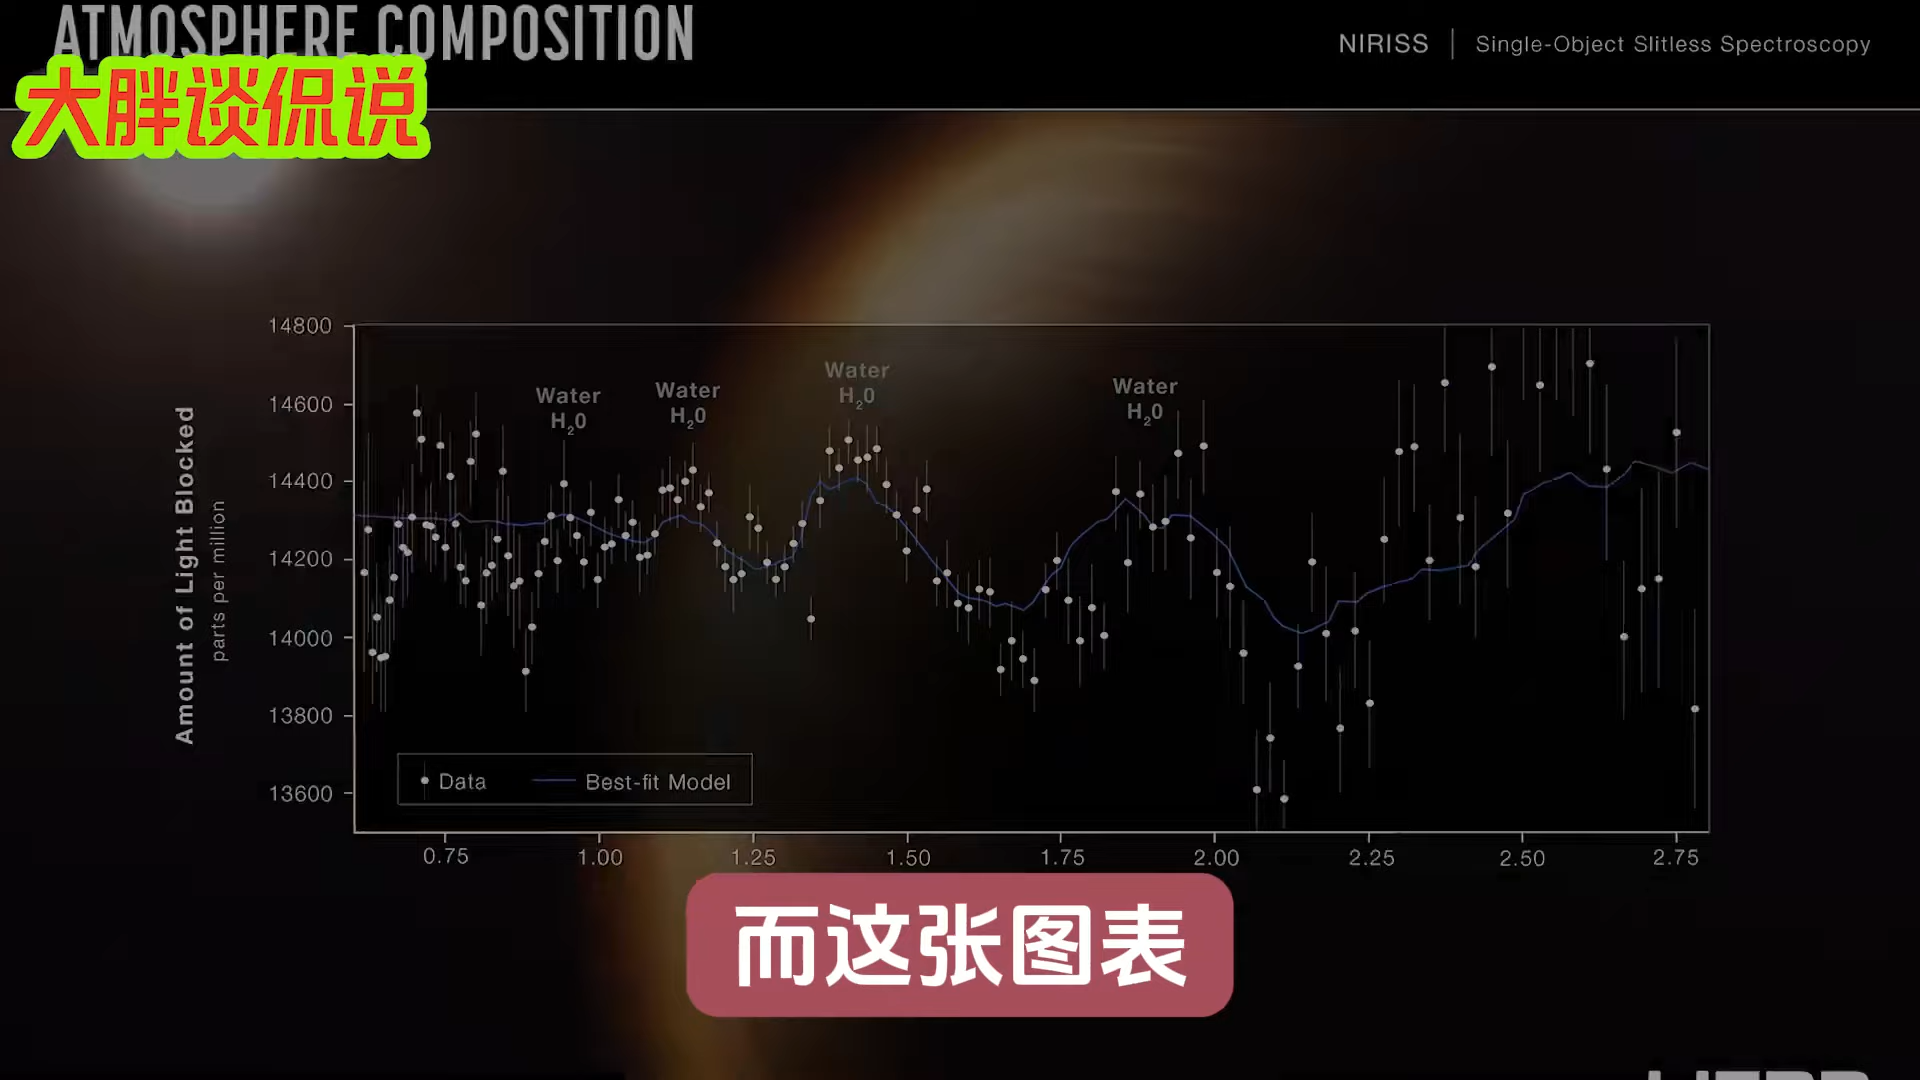 ATMOSPHERE COMPOSITION
NIRISS | Single-Object Slitless Spectroscopy
大胖谈侃说
Amount of Light Blocked
parts per million
14800
14600
14400
14200
14000
13800
13600
Water
H2O
Water
H2O
Water
H2O
Water
H2O
Data
Best-fit Model
0.75
1.00
1.25
1.50
1.75
2.00
2.25
2.50
2.75
而这张图表